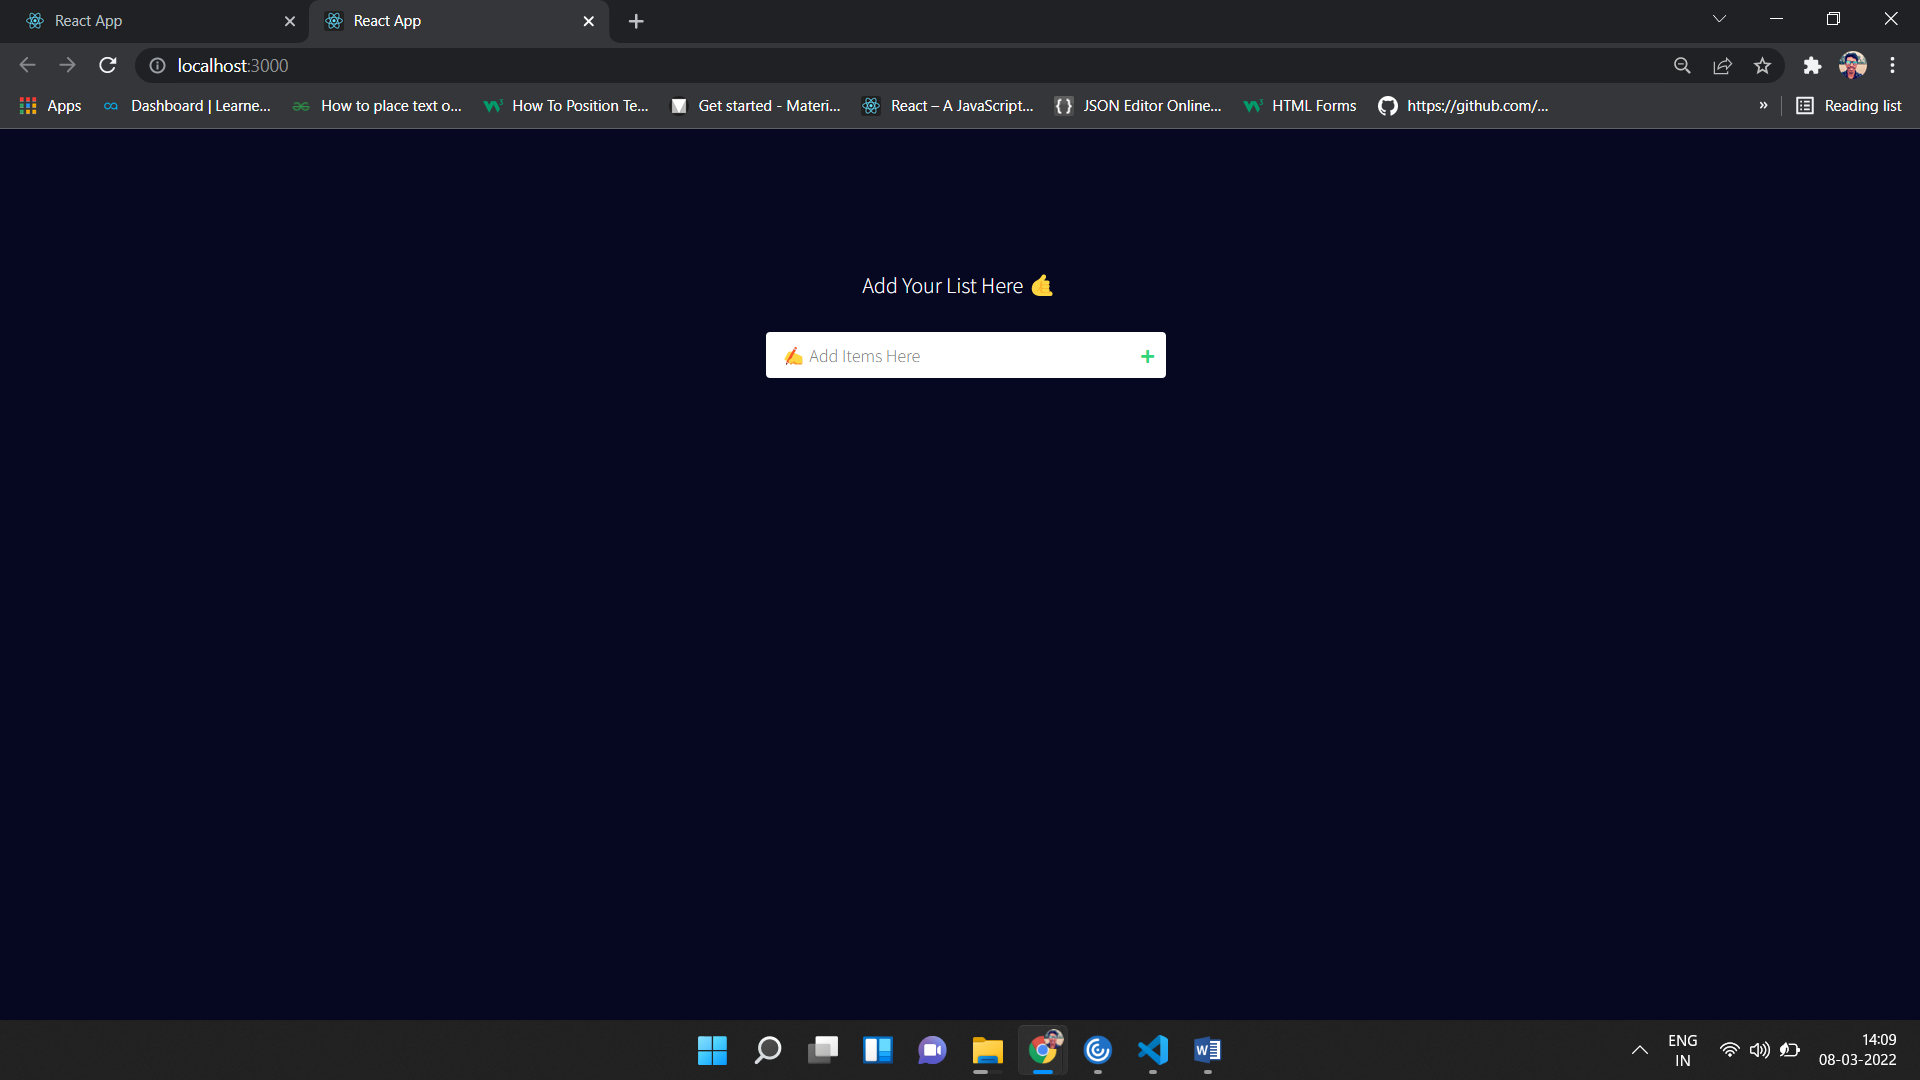 React App
React App
localhost:3000
Apps
Dashboard | Learne...
How to place text o...
How To Position Te...
Get started - Materi...
React – A JavaScript...
JSON Editor Online...
HTML Forms
https://github.com/...
»
Reading list
Add Your List Here 🤙
✍ Add Items Here
+
ENG
IN
14:09
08-03-2022